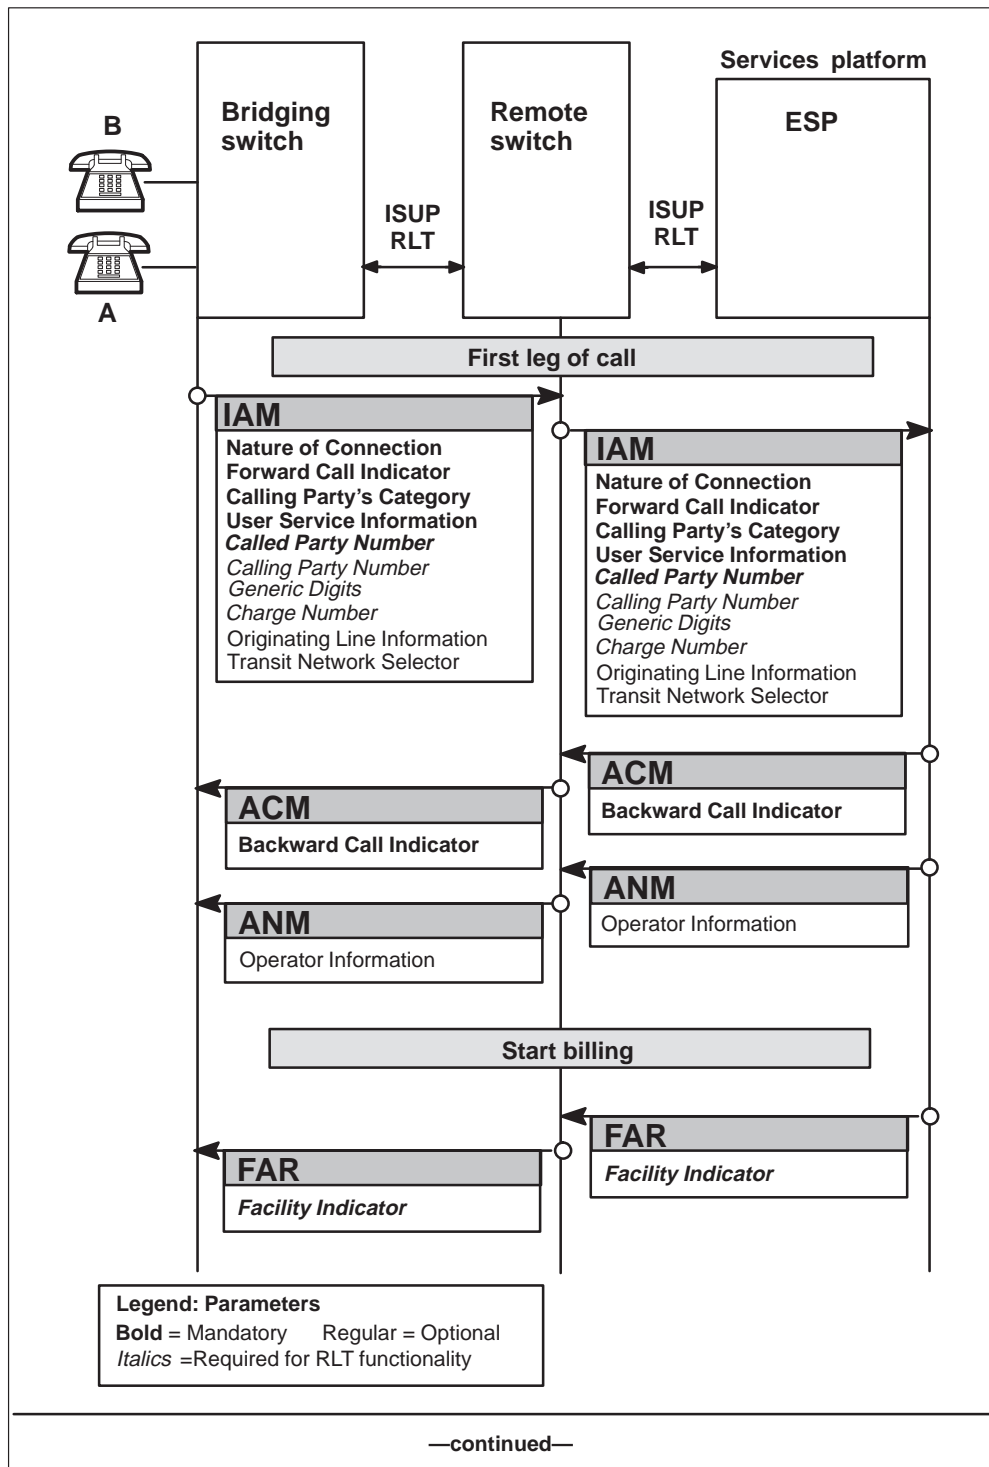 Services platform
Bridging
switch
Remote
switch
ESP
B
A
ISUP
RLT
ISUP
RLT
First leg of call
IAM
Nature of Connection
Forward Call Indicator
Calling Party’s Category
User Service Information
Called Party Number
Calling Party Number
Generic Digits
Charge Number
Originating Line Information
Transit Network Selector
IAM
Nature of Connection
Forward Call Indicator
Calling Party’s Category
User Service Information
Called Party Number
Calling Party Number
Generic Digits
Charge Number
Originating Line Information
Transit Network Selector
ACM
Backward Call Indicator
ACM
Backward Call Indicator
ANM
Operator Information
ANM
Operator Information
Start billing
FAR
Facility Indicator
FAR
Facility Indicator
Legend: Parameters
Bold = Mandatory Regular = Optional
Italics =Required for RLT functionality
—continued—